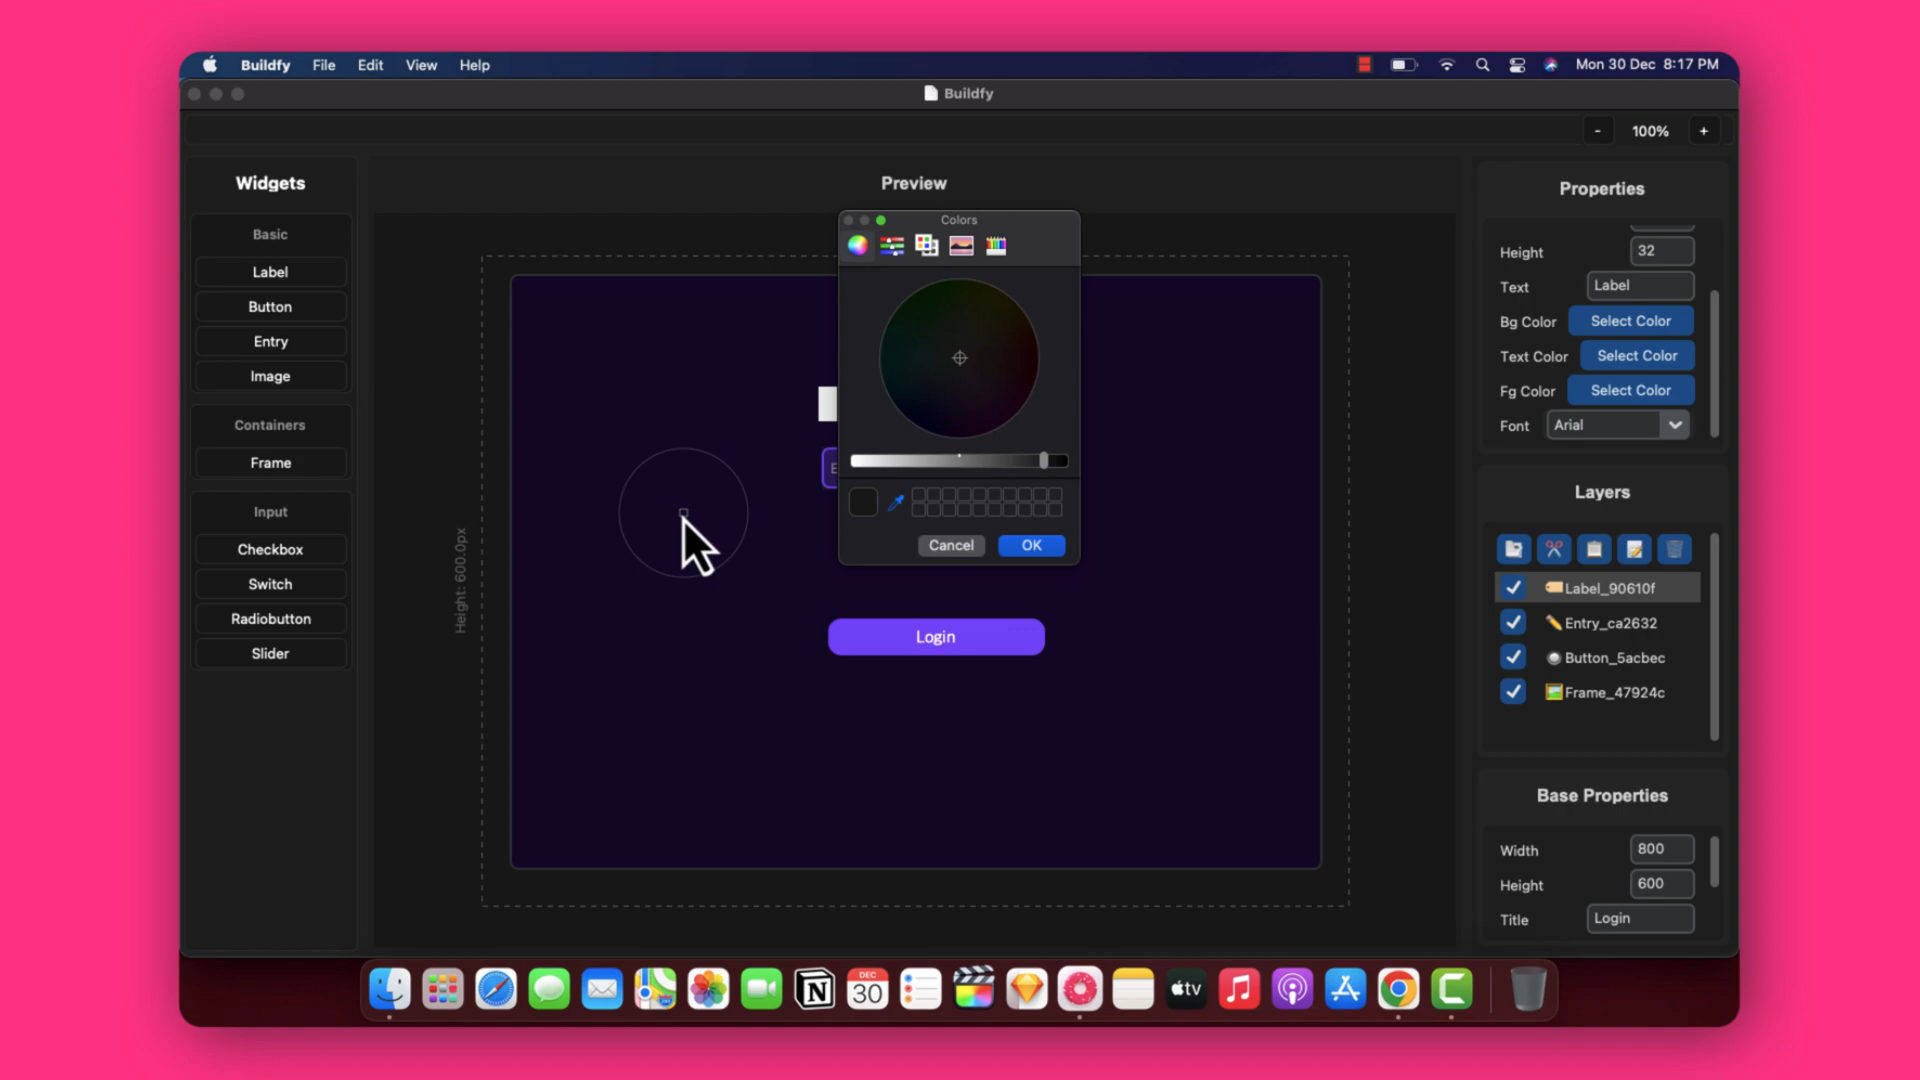 Buildfy File Edit View Help
Mon 30 Dec 8:17 PM
Buildfy
- 100% +
Widgets
Basic
Label
Button
Entry
Image
Containers
Frame
Input
Checkbox
Switch
Radiobutton
Slider
Preview
Height: 600.0px
E
Login
Colors
Cancel OK
Properties
Height 32
Text Label
Bg Color Select Color
Text Color Select Color
Fg Color Select Color
Font Arial
Layers
Label_90610f
Entry_ca2632
Button_5acbec
Frame_47924c
Base Properties
Width 800
Height 600
Title Login
DEC
30
tv